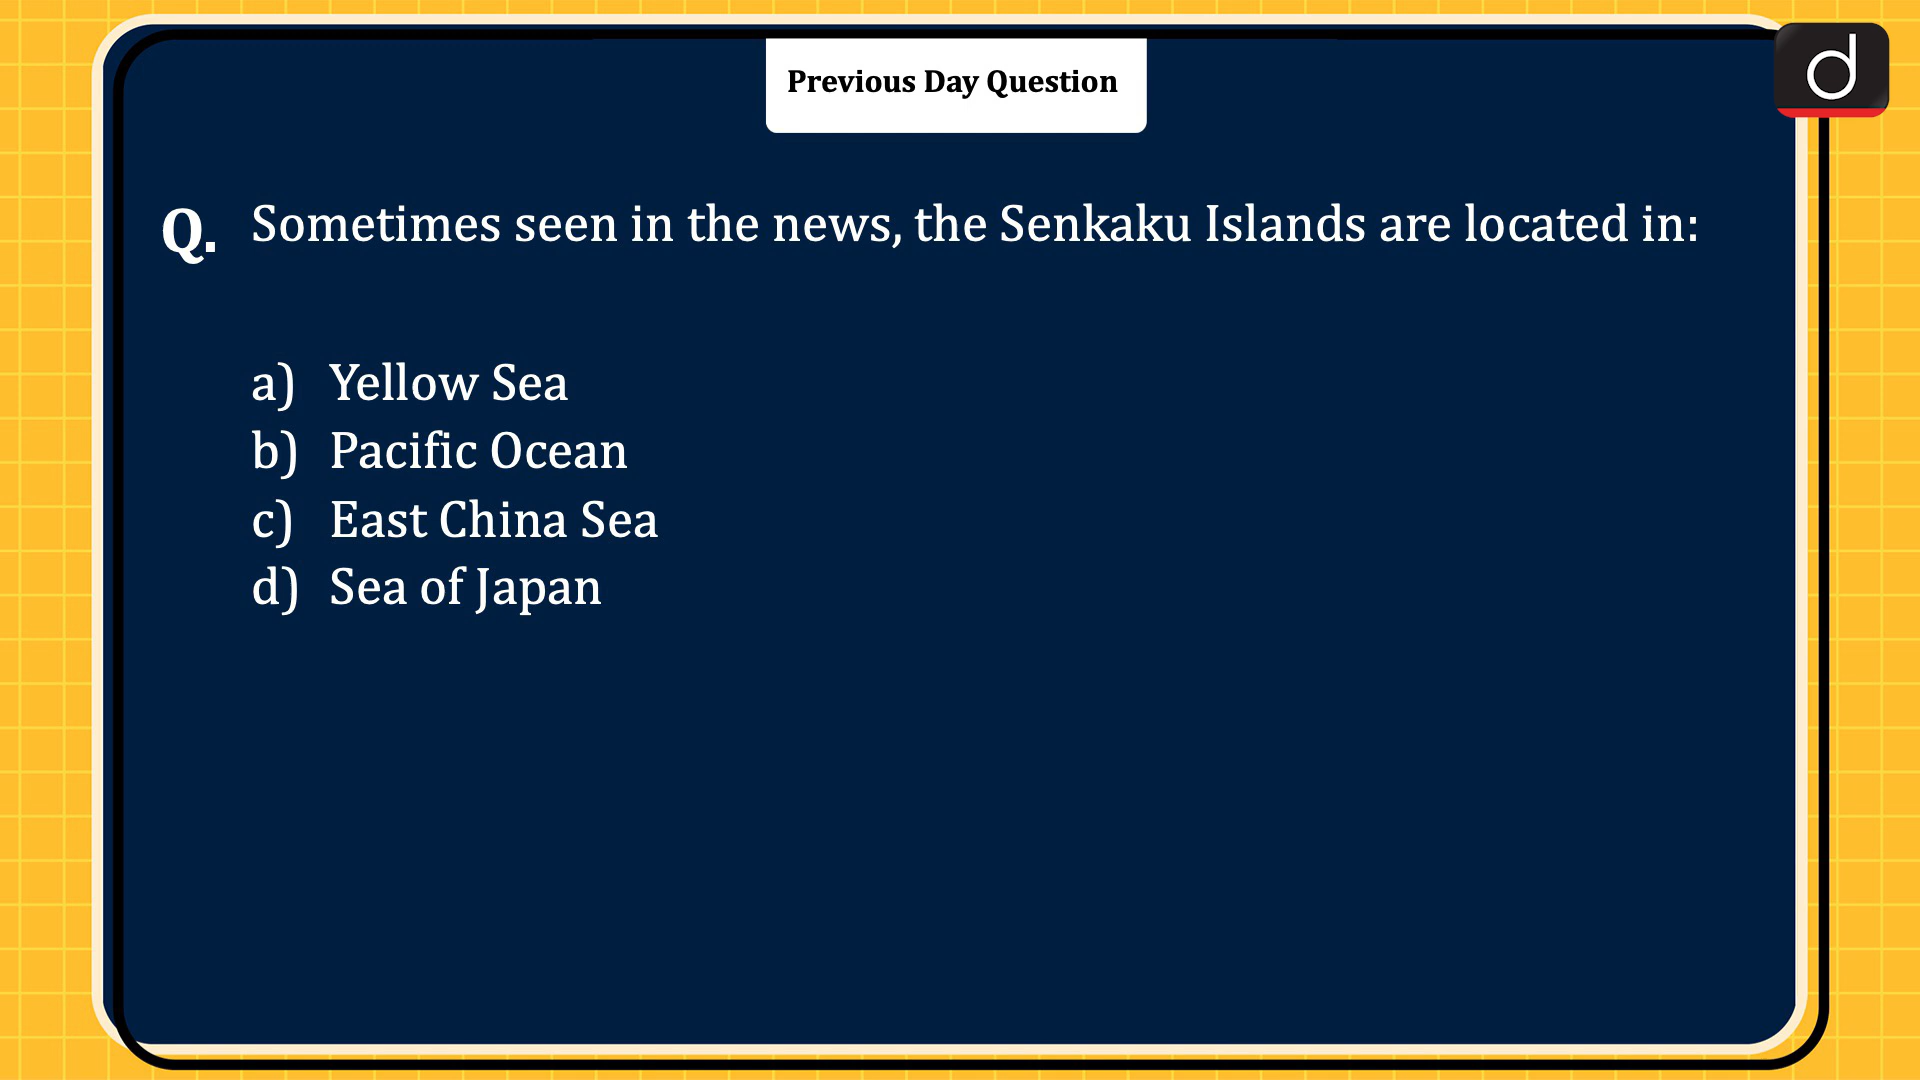 Previous Day Question
d
Q. Sometimes seen in the news, the Senkaku Islands are located in:
a) Yellow Sea
b) Pacific Ocean
c) East China Sea
d) Sea of Japan